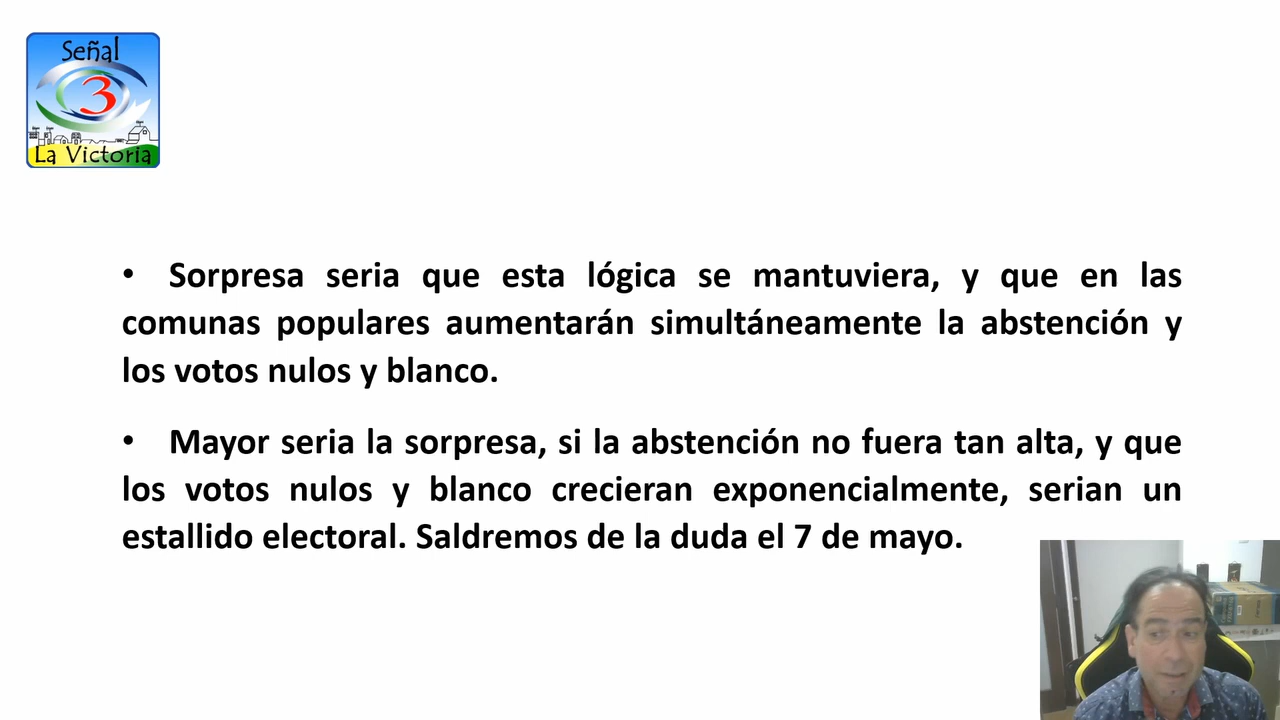 Señal
3
La Victoria
• Sorpresa seria que esta lógica se mantuviera, y que en las
comunas populares aumentarán simultáneamente la abstención y
los votos nulos y blanco.
• Mayor seria la sorpresa, si la abstención no fuera tan alta, y que
los votos nulos y blanco crecieran exponencialmente, serian un
estallido electoral. Saldremos de la duda el 7 de mayo.